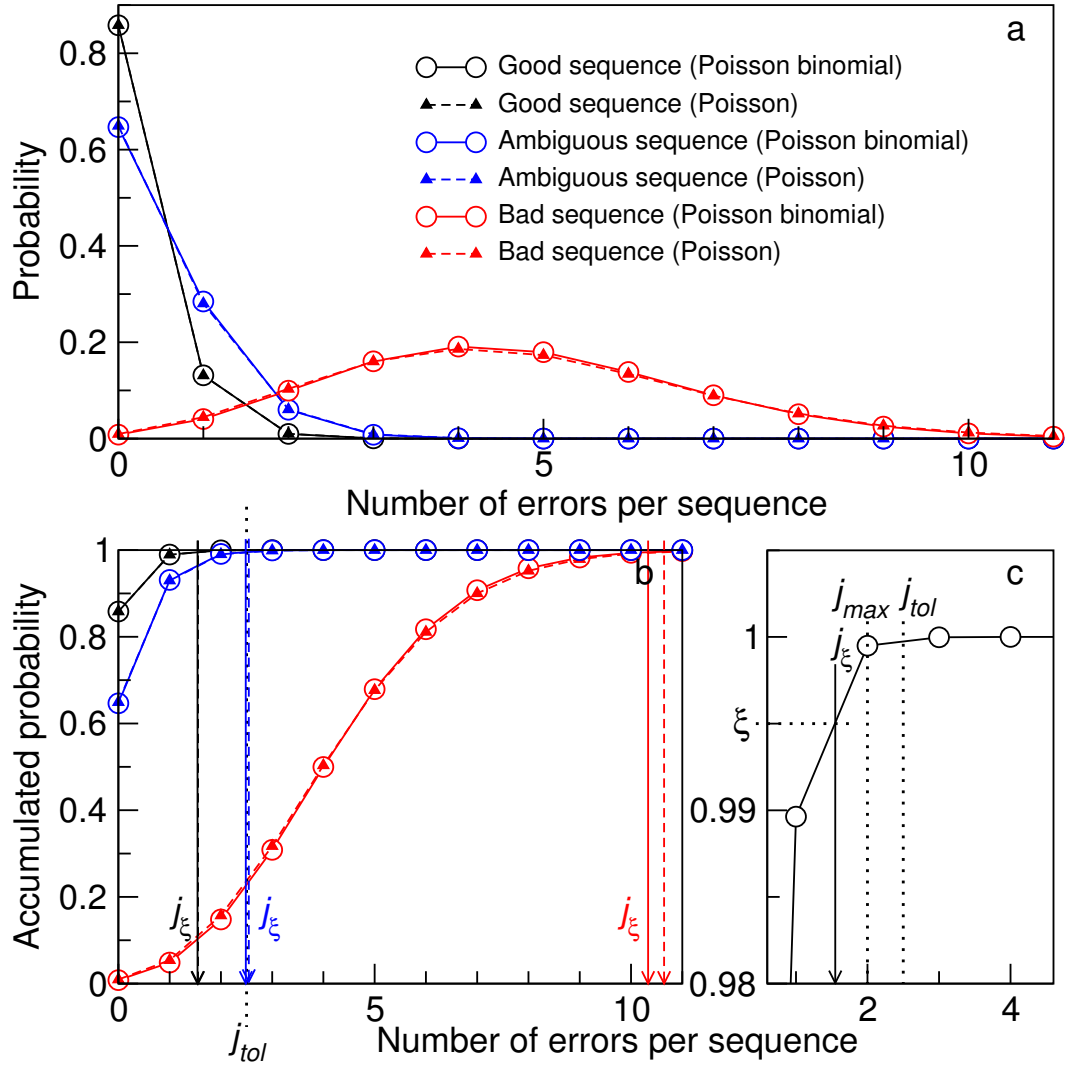 a
0.8
0.6
0.4
0.2
0
Probability
Good sequence (Poisson binomial)
Good sequence (Poisson)
Ambiguous sequence (Poisson binomial)
Ambiguous sequence (Poisson)
Bad sequence (Poisson binomial)
Bad sequence (Poisson)
0 5 10
Number of errors per sequence
b
1
0.8
0.6
0.4
0.2
0
Accumulated probability
jξ jξ jξ
0 5 10
jtol
Number of errors per sequence
c
jmax jtol
jξ
1
ξ
0.99
0.98
2 4